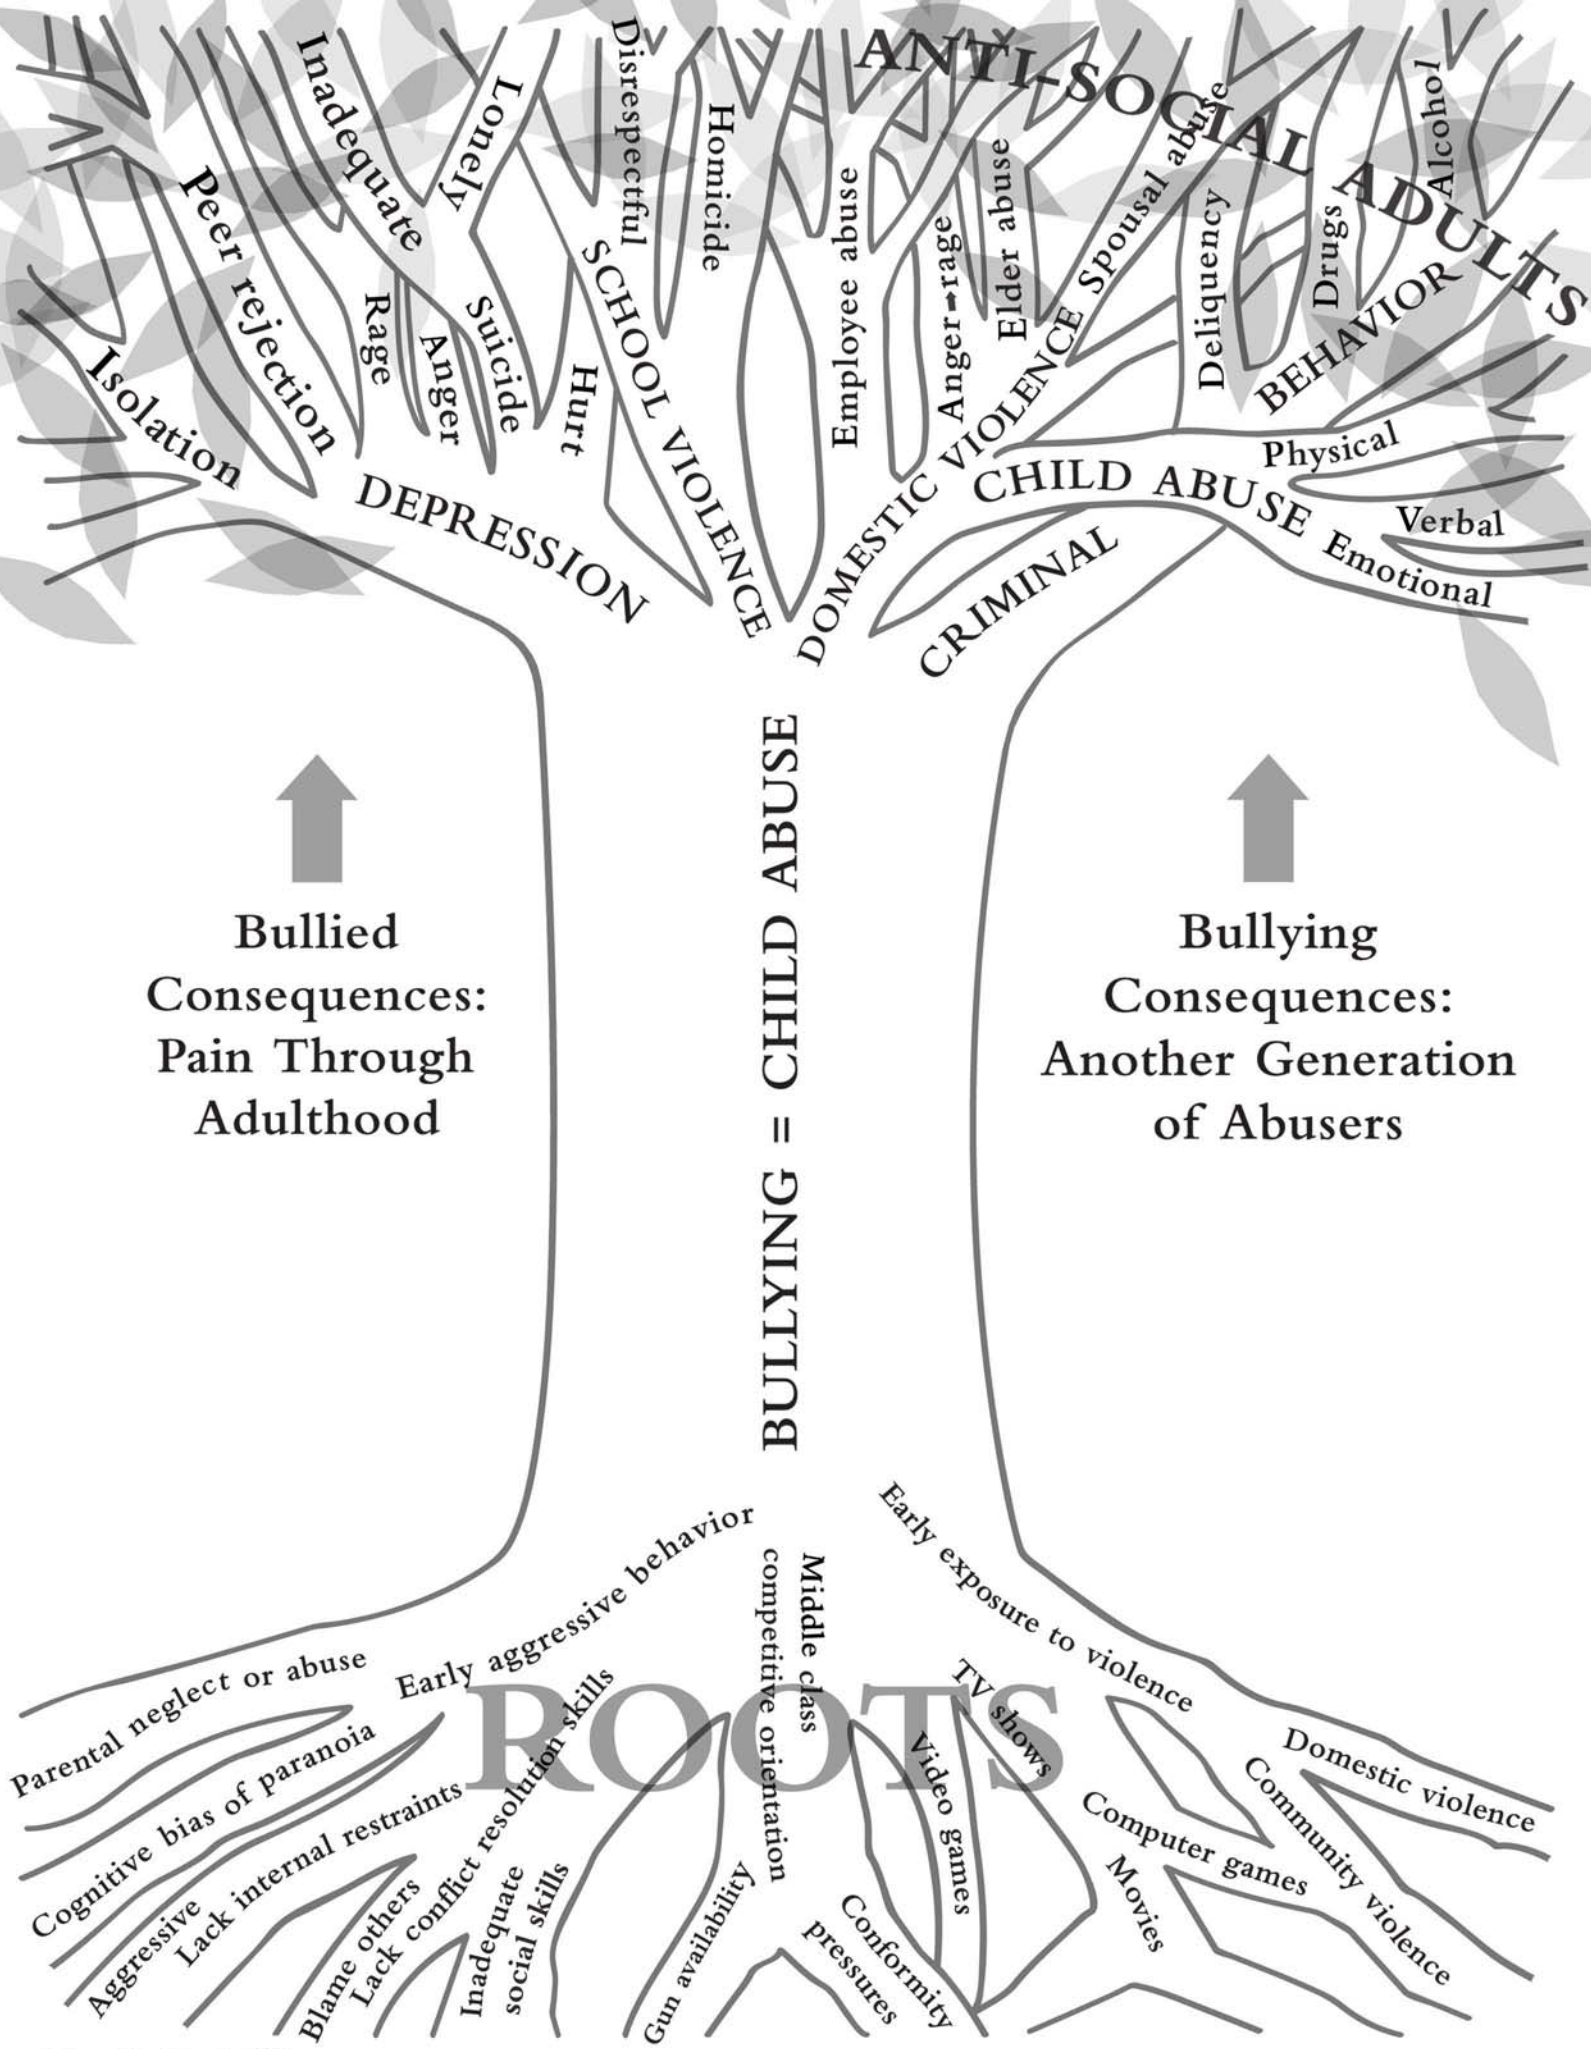 ANTI-SOCIAL ADULTS
Inadequate
Lonely
Disrespectful
Homicide
Peer rejection
Rage
Anger
Suicide
Hurt
SCHOOL VIOLENCE
Isolation
DEPRESSION
Employee abuse
Anger→rage
Elder abuse
Spousal abuse
DOMESTIC VIOLENCE
Deliquency
Drugs
Alcohol
CRIMINAL
BEHAVIOR
CHILD ABUSE
Physical
Verbal
Emotional
Bullied
Consequences:
Pain Through
Adulthood
BULLYING = CHILD ABUSE
Bullying
Consequences:
Another Generation
of Abusers
ROOTS
Early aggressive behavior
Parental neglect or abuse
Cognitive bias of paranoia
Aggressive
Lack internal restraints
Blame others
Lack conflict resolution skills
Inadequate
social skills
Gun availability
Middle class
competitive orientation
Conformity
pressures
Early exposure to violence
TV shows
Video games
Computer games
Movies
Community violence
Domestic violence